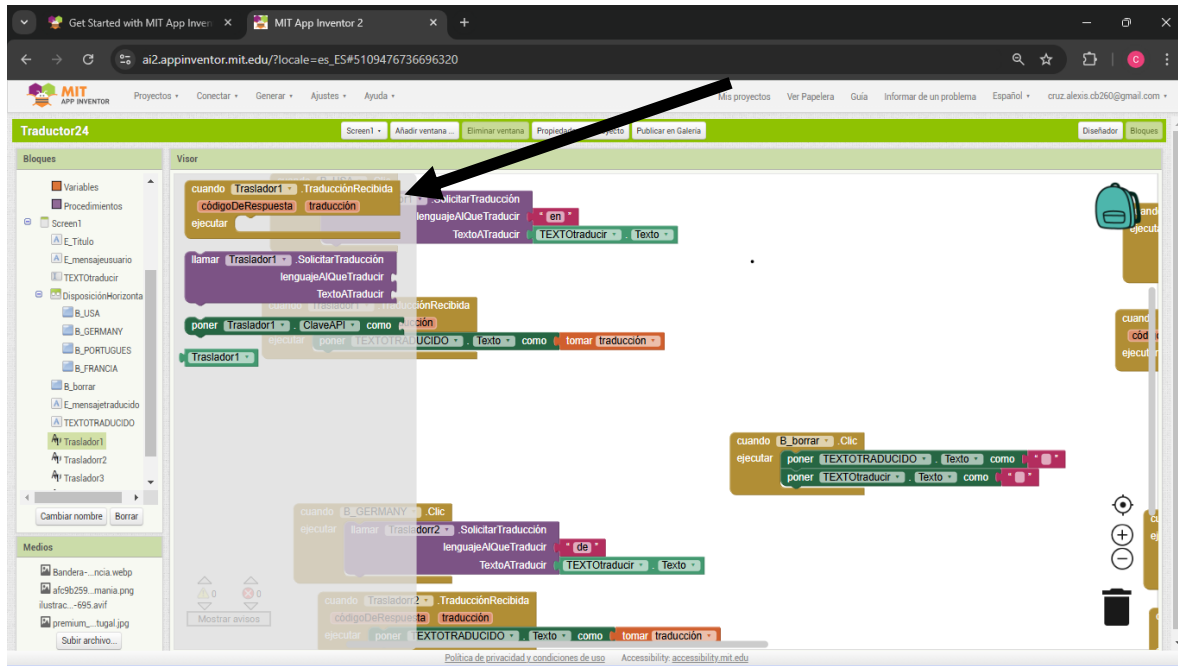 Get Started with MIT App Inven
MIT App Inventor 2
ai2.appinventor.mit.edu/?locale=es_ES#5109476736696320
MIT
APP INVENTOR
Proyectos
Conectar
Generar
Ajustes
Ayuda
Mis proyectos
Ver Papelera
Guía
Informar de un problema
Español
cruz.alexis.cb260@gmail.com
Traductor24
Screen1
Añadir ventana ...
Eliminar ventana
Publicar en Galería
Diseñador
Bloques
Bloques
Visor
Variables
Procedimientos
Screen1
E_Titulo
E_mensajeusuario
TEXTOtraducir
DisposiciónHorizonta
B_USA
B_GERMANY
B_PORTUGUES
B_FRANCIA
B_borrar
E_mensajetraducido
TEXTOTRADUCIDO
Traslador1
Trasladorr2
Traslador3
Cambiar nombre
Borrar
Medios
Bandera-...ncia.webp
afc9b259...mania.png
ilustrac...-695.avif
premium_...tugal.jpg
Subir archivo...
cuando Traslador1 .TraducciónRecibida
códigoDeRespuesta traducción
ejecutar
llamar Traslador1 .SolicitarTraducción
lenguajeAlQueTraducir
TextoATraducir
poner Traslador1 . ClaveAPI como
Traslador1
.SolicitarTraducción
lenguajeAlQueTraducir " en "
TextoATraducir TEXTOtraducir . Texto
ejecutar poner TEXTOTRADUCIDO . Texto como tomar traducción
cuando B_borrar .Clic
ejecutar poner TEXTOTRADUCIDO . Texto como " "
poner TEXTOtraducir . Texto como " "
cuando B_GERMANY .Clic
ejecutar llamar Trasladorr2 .SolicitarTraducción
lenguajeAlQueTraducir " de "
TextoATraducir TEXTOtraducir . Texto
cuando Trasladorr2 .TraducciónRecibida
códigoDeRespuesta traducción
ejecutar poner TEXTOTRADUCIDO . Texto como tomar traducción
0 0
Mostrar avisos
Política de privacidad y condiciones de uso
Accessibility: accessibility.mit.edu